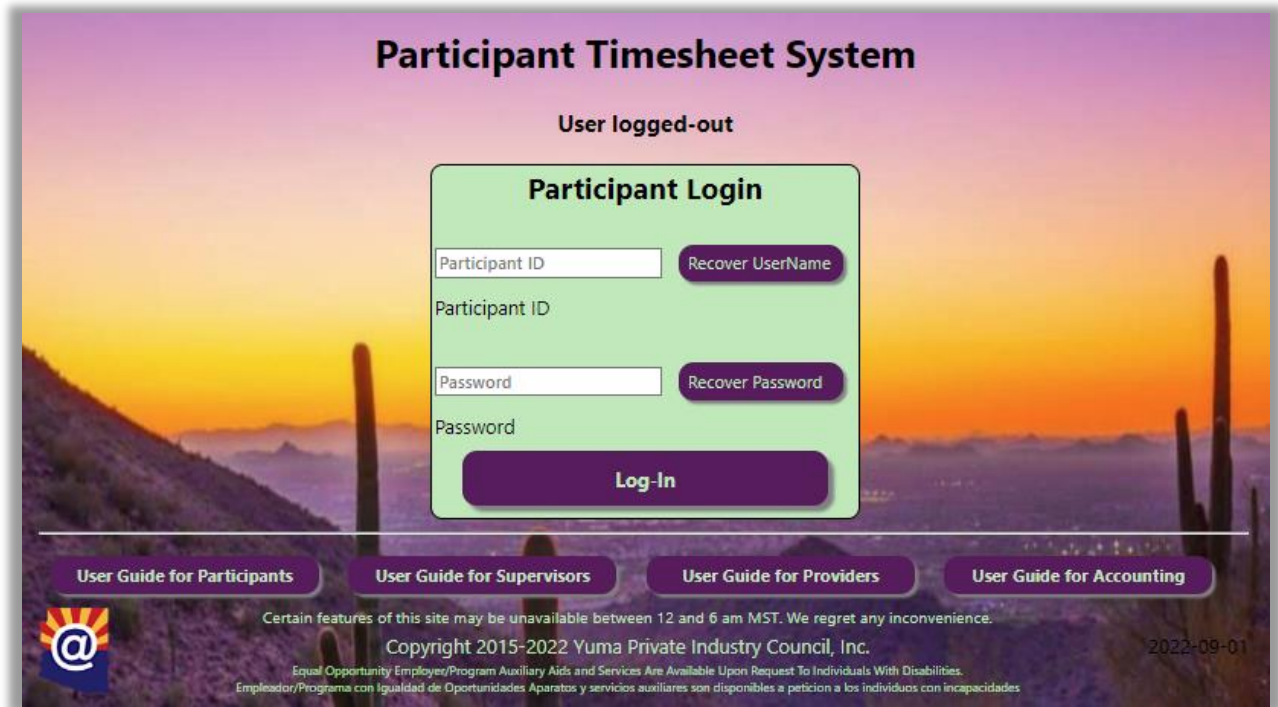 Participant Timesheet System
User logged-out
Participant Login
Participant ID Recover UserName
Participant ID
Password Recover Password
Password
Log-In
User Guide for Participants User Guide for Supervisors User Guide for Providers User Guide for Accounting
Certain features of this site may be unavailable between 12 and 6 am MST. We regret any inconvenience.
@ Copyright 2015-2022 Yuma Private Industry Council, Inc. 2022-09-01
Equal Opportunity Employer/Program Auxiliary Aids and Services Are Available Upon Request To Individuals With Disabilities.
Empleador/Programa con Igualdad de Oportunidades Aparatos y servicios auxiliares son disponibles a peticion a los individuos con incapacidades